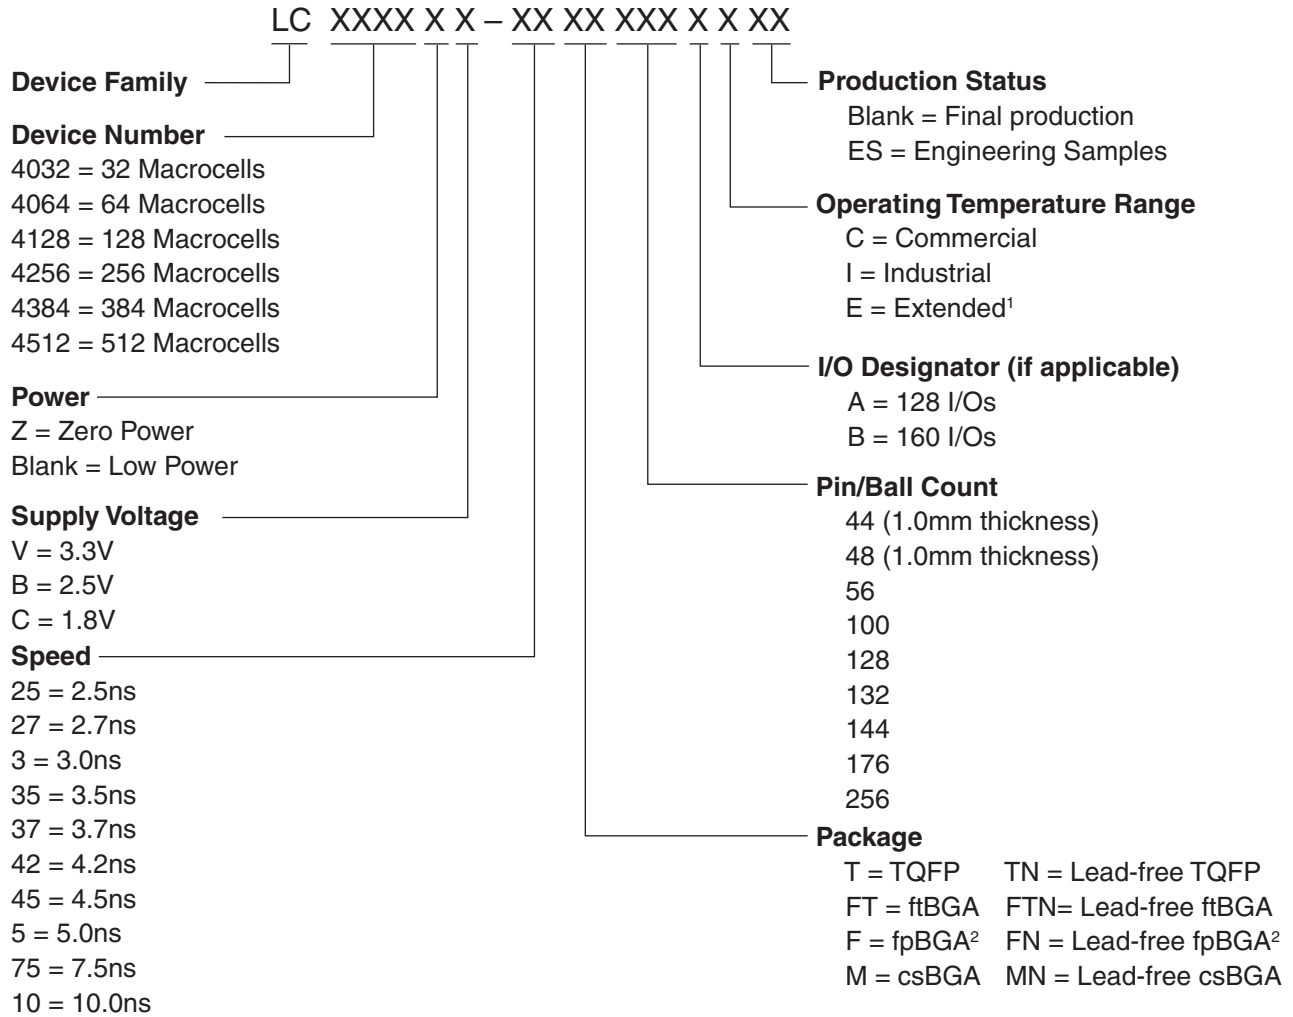 LC XXXX X X – XX XX XXX X X XX
Device Family
Device Number
4032 = 32 Macrocells
4064 = 64 Macrocells
4128 = 128 Macrocells
4256 = 256 Macrocells
4384 = 384 Macrocells
4512 = 512 Macrocells
Power
Z = Zero Power
Blank = Low Power
Supply Voltage
V = 3.3V
B = 2.5V
C = 1.8V
Speed
25 = 2.5ns
27 = 2.7ns
3 = 3.0ns
35 = 3.5ns
37 = 3.7ns
42 = 4.2ns
45 = 4.5ns
5 = 5.0ns
75 = 7.5ns
10 = 10.0ns
Production Status
Blank = Final production
ES = Engineering Samples
Operating Temperature Range
C = Commercial
I = Industrial
E = Extended¹
I/O Designator (if applicable)
A = 128 I/Os
B = 160 I/Os
Pin/Ball Count
44 (1.0mm thickness)
48 (1.0mm thickness)
56
100
128
132
144
176
256
Package
T = TQFP TN = Lead-free TQFP
FT = ftBGA FTN= Lead-free ftBGA
F = fpBGA² FN = Lead-free fpBGA²
M = csBGA MN = Lead-free csBGA